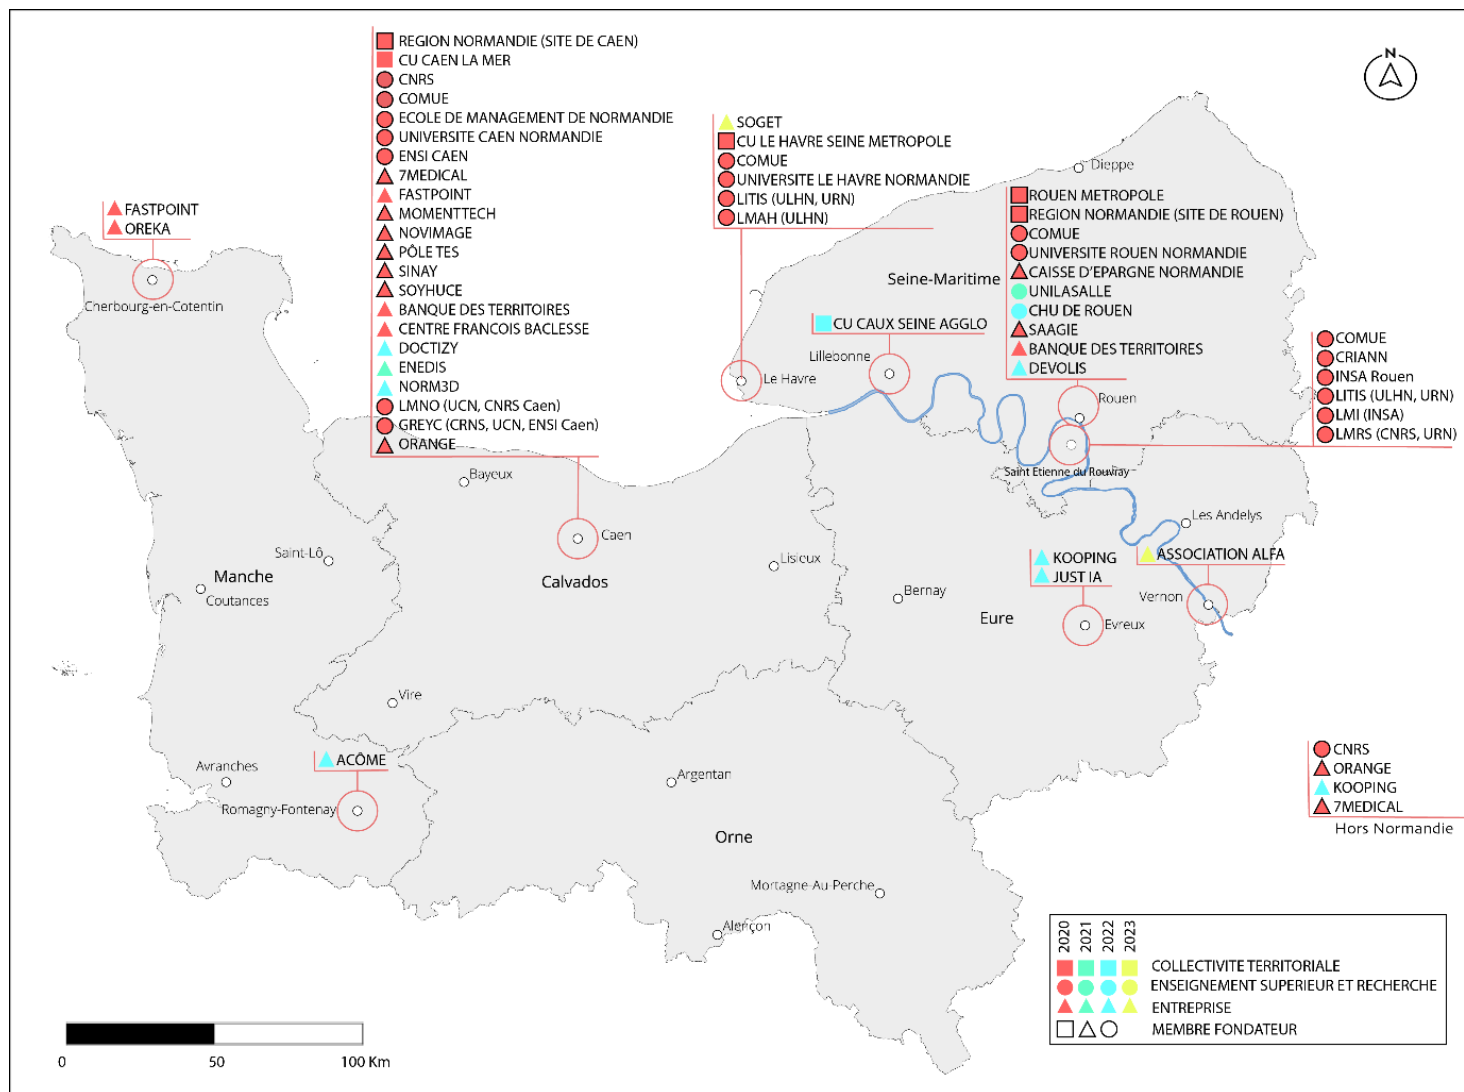 REGION NORMANDIE (SITE DE CAEN)
CU CAEN LA MER
CNRS
COMUE
ECOLE DE MANAGEMENT DE NORMANDIE
UNIVERSITE CAEN NORMANDIE
ENSI CAEN
7MEDICAL
FASTPOINT
MOMENTTECH
NOVIMAGE
PÔLE TES
SINAY
SOYHUCE
BANQUE DES TERRITOIRES
CENTRE FRANCOIS BACLESSE
DOCTIZY
ENEDIS
NORM3D
LMNO (UCN, CNRS Caen)
GREYC (CRNS, UCN, ENSI Caen)
ORANGE
N
SOGET
CU LE HAVRE SEINE METROPOLE
COMUE
UNIVERSITE LE HAVRE NORMANDIE
LITIS (ULHN, URN)
LMAH (ULHN)
Dieppe
ROUEN METROPOLE
REGION NORMANDIE (SITE DE ROUEN)
COMUE
UNIVERSITE ROUEN NORMANDIE
CAISSE D'EPARGNE NORMANDIE
UNILASALLE
CHU DE ROUEN
SAAGIE
BANQUE DES TERRITOIRES
DEVOLIS
FASTPOINT
OREKA
Cherbourg-en-Cotentin
Seine-Maritime
CU CAUX SEINE AGGLO
Lillebonne
Le Havre
Rouen
Saint Etienne du Rouvray
COMUE
CRIANN
INSA Rouen
LITIS (ULHN, URN)
LMI (INSA)
LMRS (CNRS, URN)
Bayeux
Caen
Les Andelys
Saint-Lô
Manche
Coutances
Calvados
Lisieux
KOOPING
JUST IA
ASSOCIATION ALFA
Bernay
Vernon
Eure
Evreux
Vire
ACÔME
Avranches
Romagny-Fontenay
Argentan
CNRS
ORANGE
KOOPING
7MEDICAL
Hors Normandie
Orne
Mortagne-Au-Perche
Alençon
2020
2021
2022
2023
COLLECTIVITE TERRITORIALE
ENSEIGNEMENT SUPERIEUR ET RECHERCHE
ENTREPRISE
MEMBRE FONDATEUR
0 50 100 Km